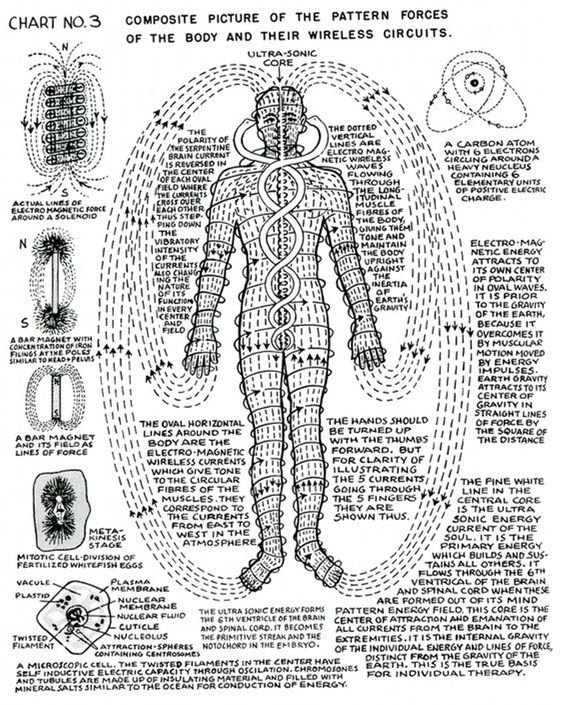 CHART NO. 3
COMPOSITE PICTURE OF THE PATTERN FORCES
OF THE BODY AND THEIR WIRELESS CIRCUITS.
ULTRA-SONIC
CORE
N
S
ACTUAL LINES OF
ELECTRO MAGNETIC FORCE
AROUND A SOLENOID
N
S
A BAR MAGNET WITH
CONCENTRATION OF IRON
FILINGS AT THE POLES
SIMILAR TO HEAD & PELVIS
N
S
A BAR MAGNET
AND ITS FIELD AS
LINES OF FORCE
META-
KINESIS
STAGE
MITOTIC CELL-DIVISION OF
FERTILIZED WHITEFISH EGGS
VACULE
PLASTID
TWISTED
FILAMENT
PLASMA
MEMBRANE
NUCLEAR
MEMBRANE
NUCLEAR FLUID
CUTICLE
NUCLEOLUS
ATTRACTION-SPHERES
CONTAINING CENTROSOMES
A MICROSCOPIC CELL. THE TWISTED FILAMENTS IN THE CENTER HAVE
SELF INDUCTIVE ELECTRIC CAPACITY THROUGH OSCILATION. CHROMOSONES
AND TUBULES ARE MADE UP OF INSULATING MATERIAL AND FILLED WITH
MINERAL SALTS SIMILAR TO THE OCEAN FOR CONDUCTION OF ENERGY.
THE
POLARITY OF
THE SERPENTINE
BRAIN CURRENT
IS REVERSED IN
THE CENTER
OF EACH OVAL
FIELD WHERE
THE CURRENTS
CROSS OVER
EACH OTHER
THUS STEP-
PING DOWN
THE
VIBRATORY
INTENSITY
OF THE
CURRENTS
ALSO CHANG
ING THE
NATURE
OF ITS
FUNCTION
IN EVERY
CENTER
AND
FIELD
THE DOTTED
VERTICAL
LINES ARE
ELECTRO MAG-
NETIC WIRELESS
WAVES
FLOWING
THROUGH
THE LONG-
ITUDINAL
MUSCLE
FIBRES OF
THE BODY,
GIVING THEM
TONE AND
MAINTAIN
THE BODY
UPRIGHT
AGAINST
THE
INERTIA
OF
EARTH'S
GRAVITY
THE OVAL HORIZONTAL
LINES AROUND THE
BODY ARE THE
ELECTRO-MAGNETIC
WIRELESS CURRENTS
WHICH GIVE TONE
TO THE CIRCULAR
FIBRES OF THE
MUSCLES. THEY
CORRESPOND TO
THE CURRENTS
FROM EAST TO
WEST IN THE
ATMOSPHERE
THE HANDS SHOULD
BE TURNED UP
WITH THE THUMBS
FORWARD. BUT
FOR CLARITY OF
ILLUSTRATING
THE 5 CURRENT
GOING THROUGH
THE 5 FINGERS
THEY ARE
SHOWN THUS.
THE ULTRA SONIC ENERGY FORMS
THE 6TH VENTRICLE OF THE BRAIN
AND SPINAL CORD. IT BECOMES
THE PRIMITIVE STREAK AND THE
NOTOCHORD IN THE EMBRYO.
A CARBON ATOM
WITH 6 ELECTRONS
CIRCLING AROUND A
HEAVY NEUCLEUS
CONTAINING 6
ELEMENTARY UNITS
OF POSITIVE ELECTRIC
CHARGE.
ELECTRO-MAG-
NETIC ENERGY
ATTRACTS TO
ITS OWN CENTER
OF POLARITY
IN OVAL WAVES.
IT IS PRIOR
TO THE GRAVITY
OF THE EARTH,
BECAUSE IT
OVERCOMES IT
BY MUSCULAR
MOTION MOVED
BY ENERGY
IMPULSES.
EARTH GRAVITY
ATTRACTS TO ITS
CENTER OF
GRAVITY IN
STRAIGHT LINES
OF FORCE BY
THE SQUARE OF
THE DISTANCE
THE FINE WHITE
LINE IN THE
CENTRAL CORE
IS THE ULTRA
SONIC ENERGY
CURRENT OF THE
SOUL. IT IS THE
PRIMARY ENERGY
WHICH BUILDS AND SUS-
TAINS ALL OTHERS. IT
FLOWS THROUGH THE 6TH
VENTRICAL OF THE BRAIN
AND SPINAL CORD WHEN THESE
ARE FORMED OUT OF ITS MIND
PATTERN ENERGY FIELD. THIS CORE IS THE
CENTER OF ATTRACTION AND EMANATION OF
ALL CURRENTS FROM THE BRAIN TO THE
EXTREMITIES. IT IS THE INTERNAL GRAVITY
OF THE INDIVIDUAL ENERGY AND LINES OF FORCE,
DISTINCT FROM THE GRAVITY OF THE
EARTH. THIS IS THE TRUE BASIS
FOR INDIVIDUAL THERAPY.